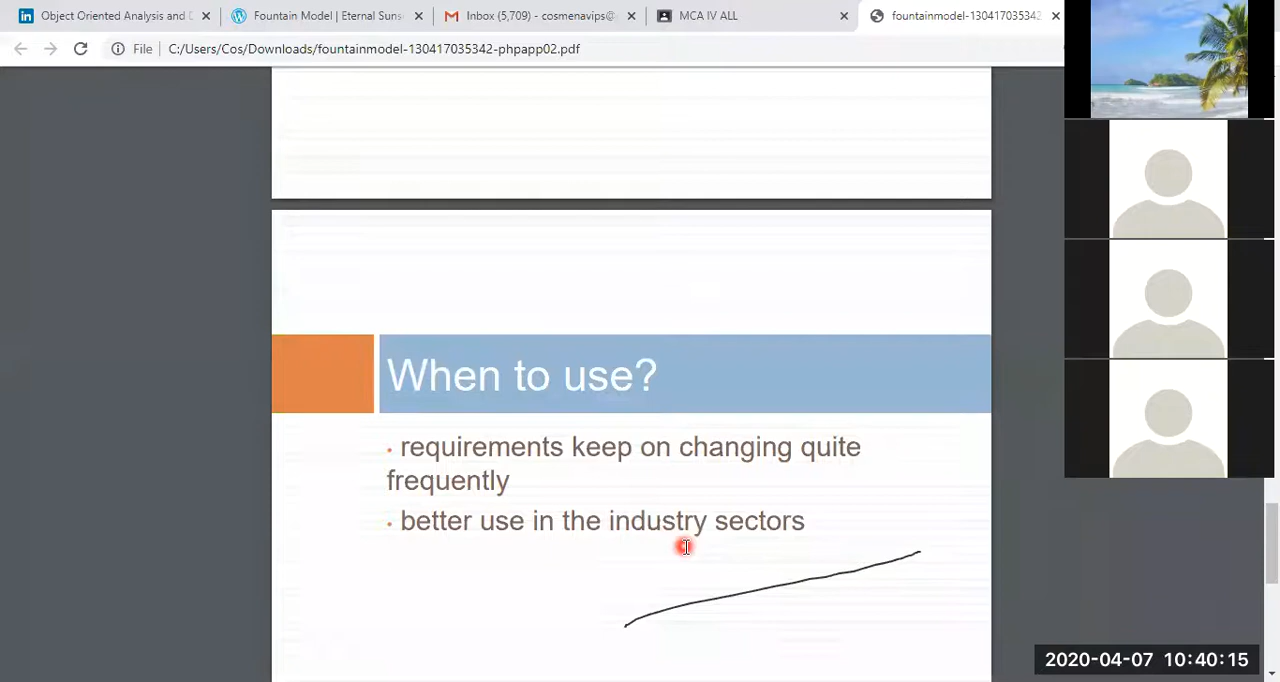 Object Oriented Analysis and
Fountain Model | Eternal Suns
Inbox (5,709) - cosmenavips@
MCA IV ALL
fountainmodel-130417035342
File
C:/Users/Cos/Downloads/fountainmodel-130417035342-phpapp02.pdf
When to use?
• requirements keep on changing quite
frequently
• better use in the industry sectors
2020-04-07 10:40:15